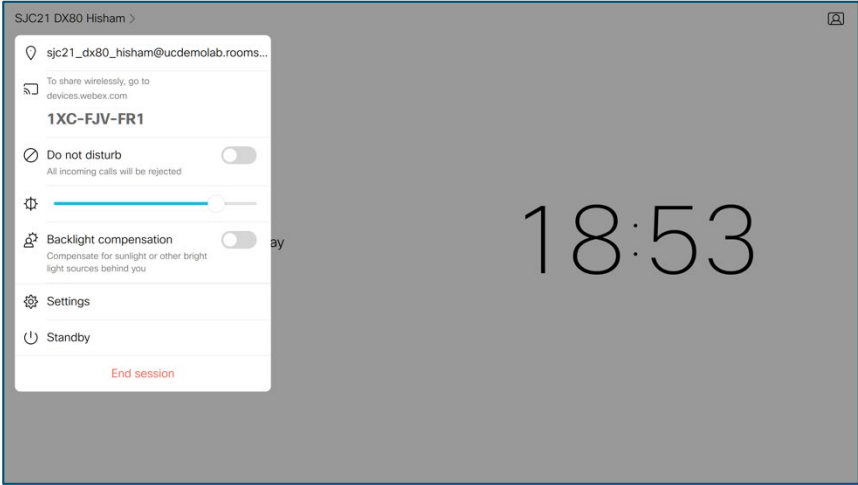 SJC21 DX80 Hisham >
sjc21_dx80_hisham@ucdemolab.rooms...
To share wirelessly, go to
devices.webex.com
1XC-FJV-FR1
Do not disturb
All incoming calls will be rejected
Backlight compensation
Compensate for sunlight or other bright
light sources behind you
ay
18:53
Settings
Standby
End session